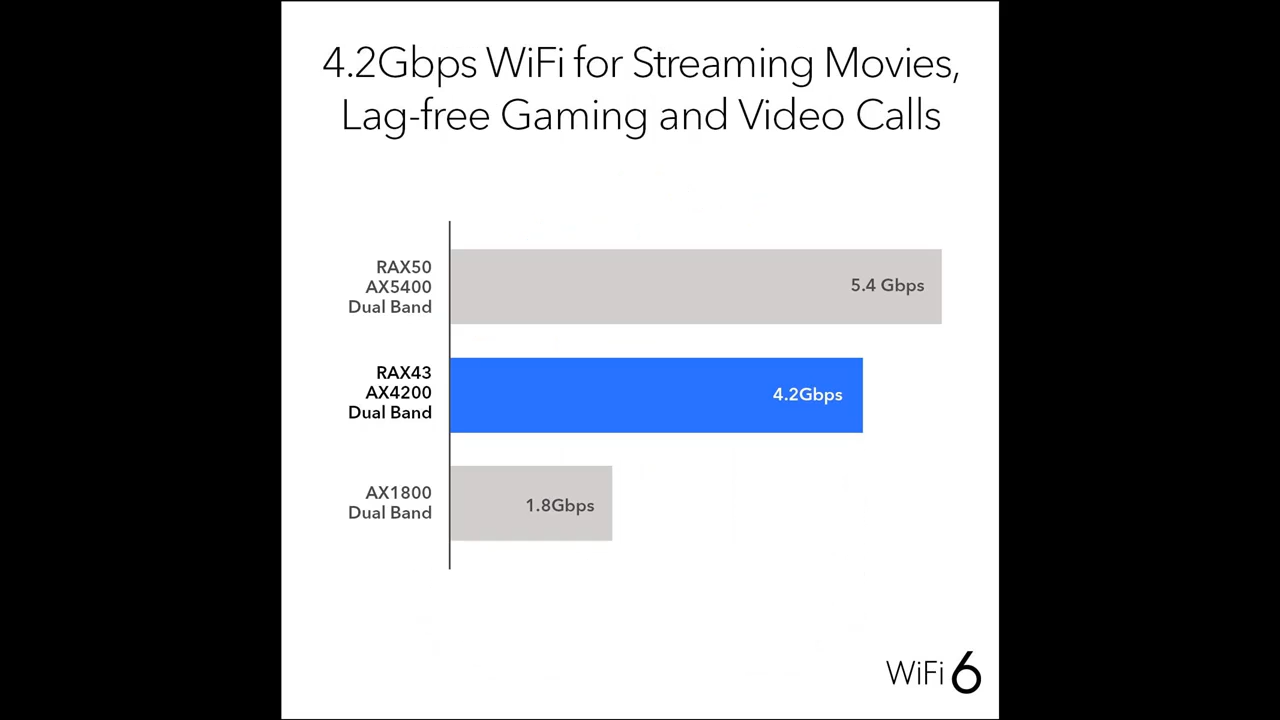 4.2Gbps WiFi for Streaming Movies,
Lag-free Gaming and Video Calls
RAX50
AX5400
Dual Band
5.4 Gbps
RAX43
AX4200
Dual Band
4.2Gbps
AX1800
Dual Band
1.8Gbps
WiFi 6